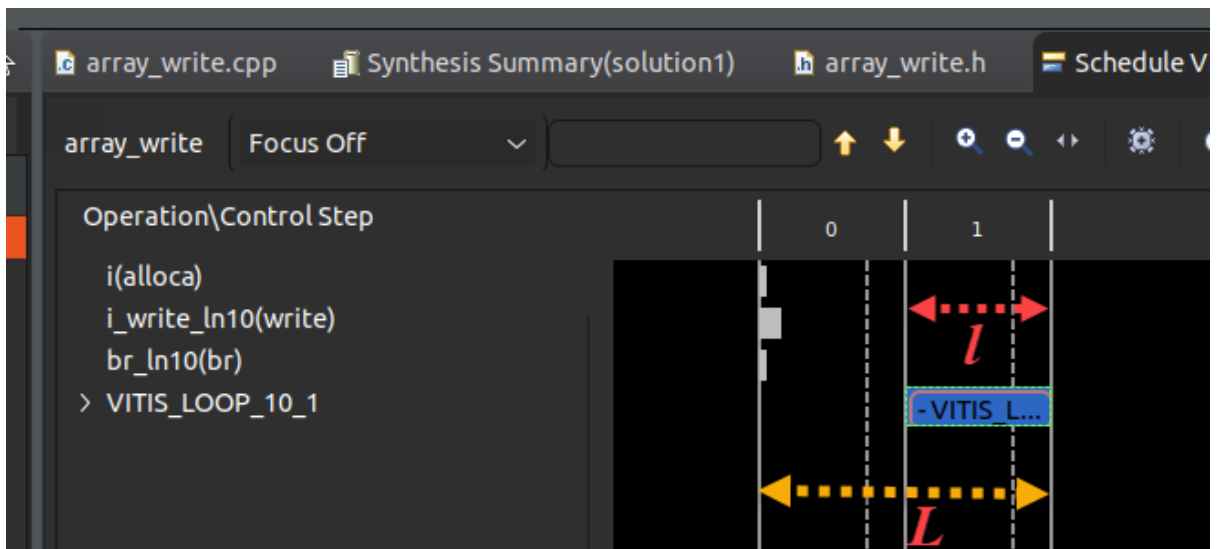 array_write.cpp
Synthesis Summary(solution1)
array_write.h
Schedule V
array_write
Focus Off
Operation\Control Step
0
1
i(alloca)
i_write_ln10(write)
br_ln10(br)
VITIS_LOOP_10_1
l
-VITIS_L...
L